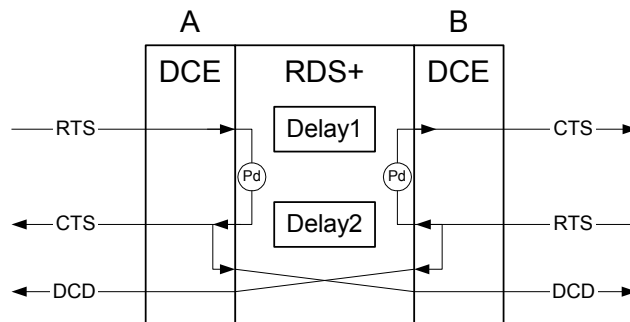 A B
DCE RDS+ DCE
RTS Delay1 CTS
Pd Pd
CTS Delay2 RTS
DCD DCD